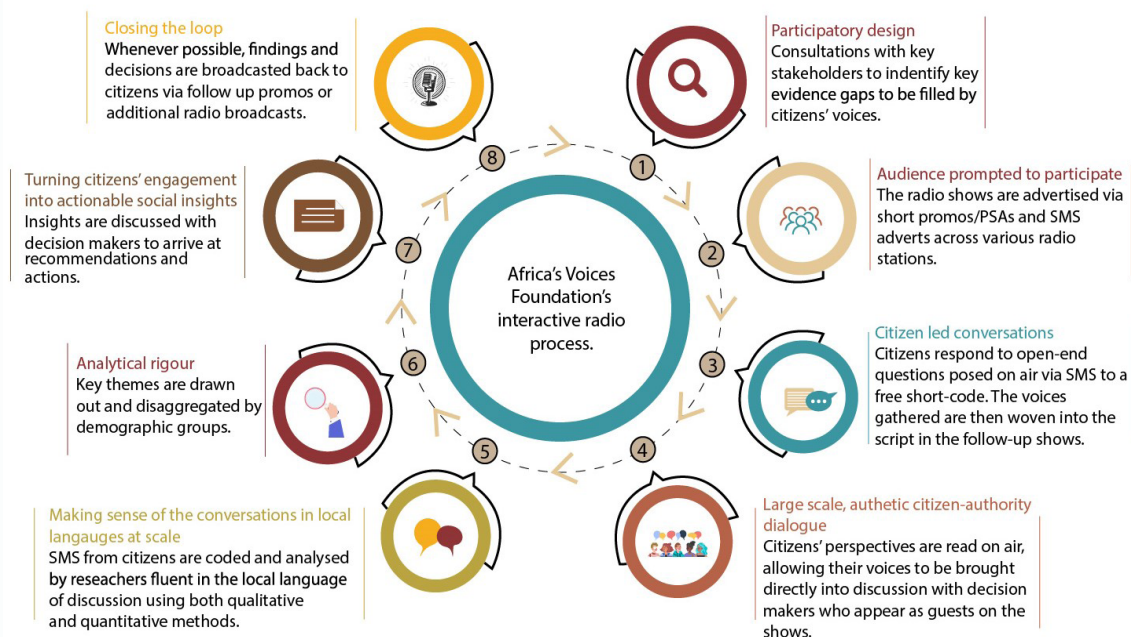 Closing the loop
Whenever possible, findings and
decisions are broadcasted back to
citizens via follow up promos or
additional radio broadcasts.
Participatory design
Consultations with key
stakeholders to indentify key
evidence gaps to be filled by
citizens' voices.
8
1
Turning citizens' engagement
into actionable social insights
Insights are discussed with
decision makers to arrive at
recommendations and
actions.
Audience prompted to participate
The radio shows are advertised via
short promos/PSAs and SMS
adverts across various radio
stations.
7
2
Africa's Voices
Foundation's
interactive radio
process.
Analytical rigour
Key themes are drawn
out and disaggregated by
demographic groups.
Citizen led conversations
Citizens respond to open-end
questions posed on air via SMS to a
free short-code. The voices
gathered are then woven into the
script in the follow-up shows.
6
3
5
4
Making sense of the conversations in local
langauges at scale
SMS from citizens are coded and analysed
by reseachers fluent in the local language
of discussion using both qualitative
and quantitative methods.
Large scale, authetic citizen-authority
dialogue
Citizens' perspectives are read on air,
allowing their voices to be brought
directly into discussion with decision
makers who appear as guests on the
shows.